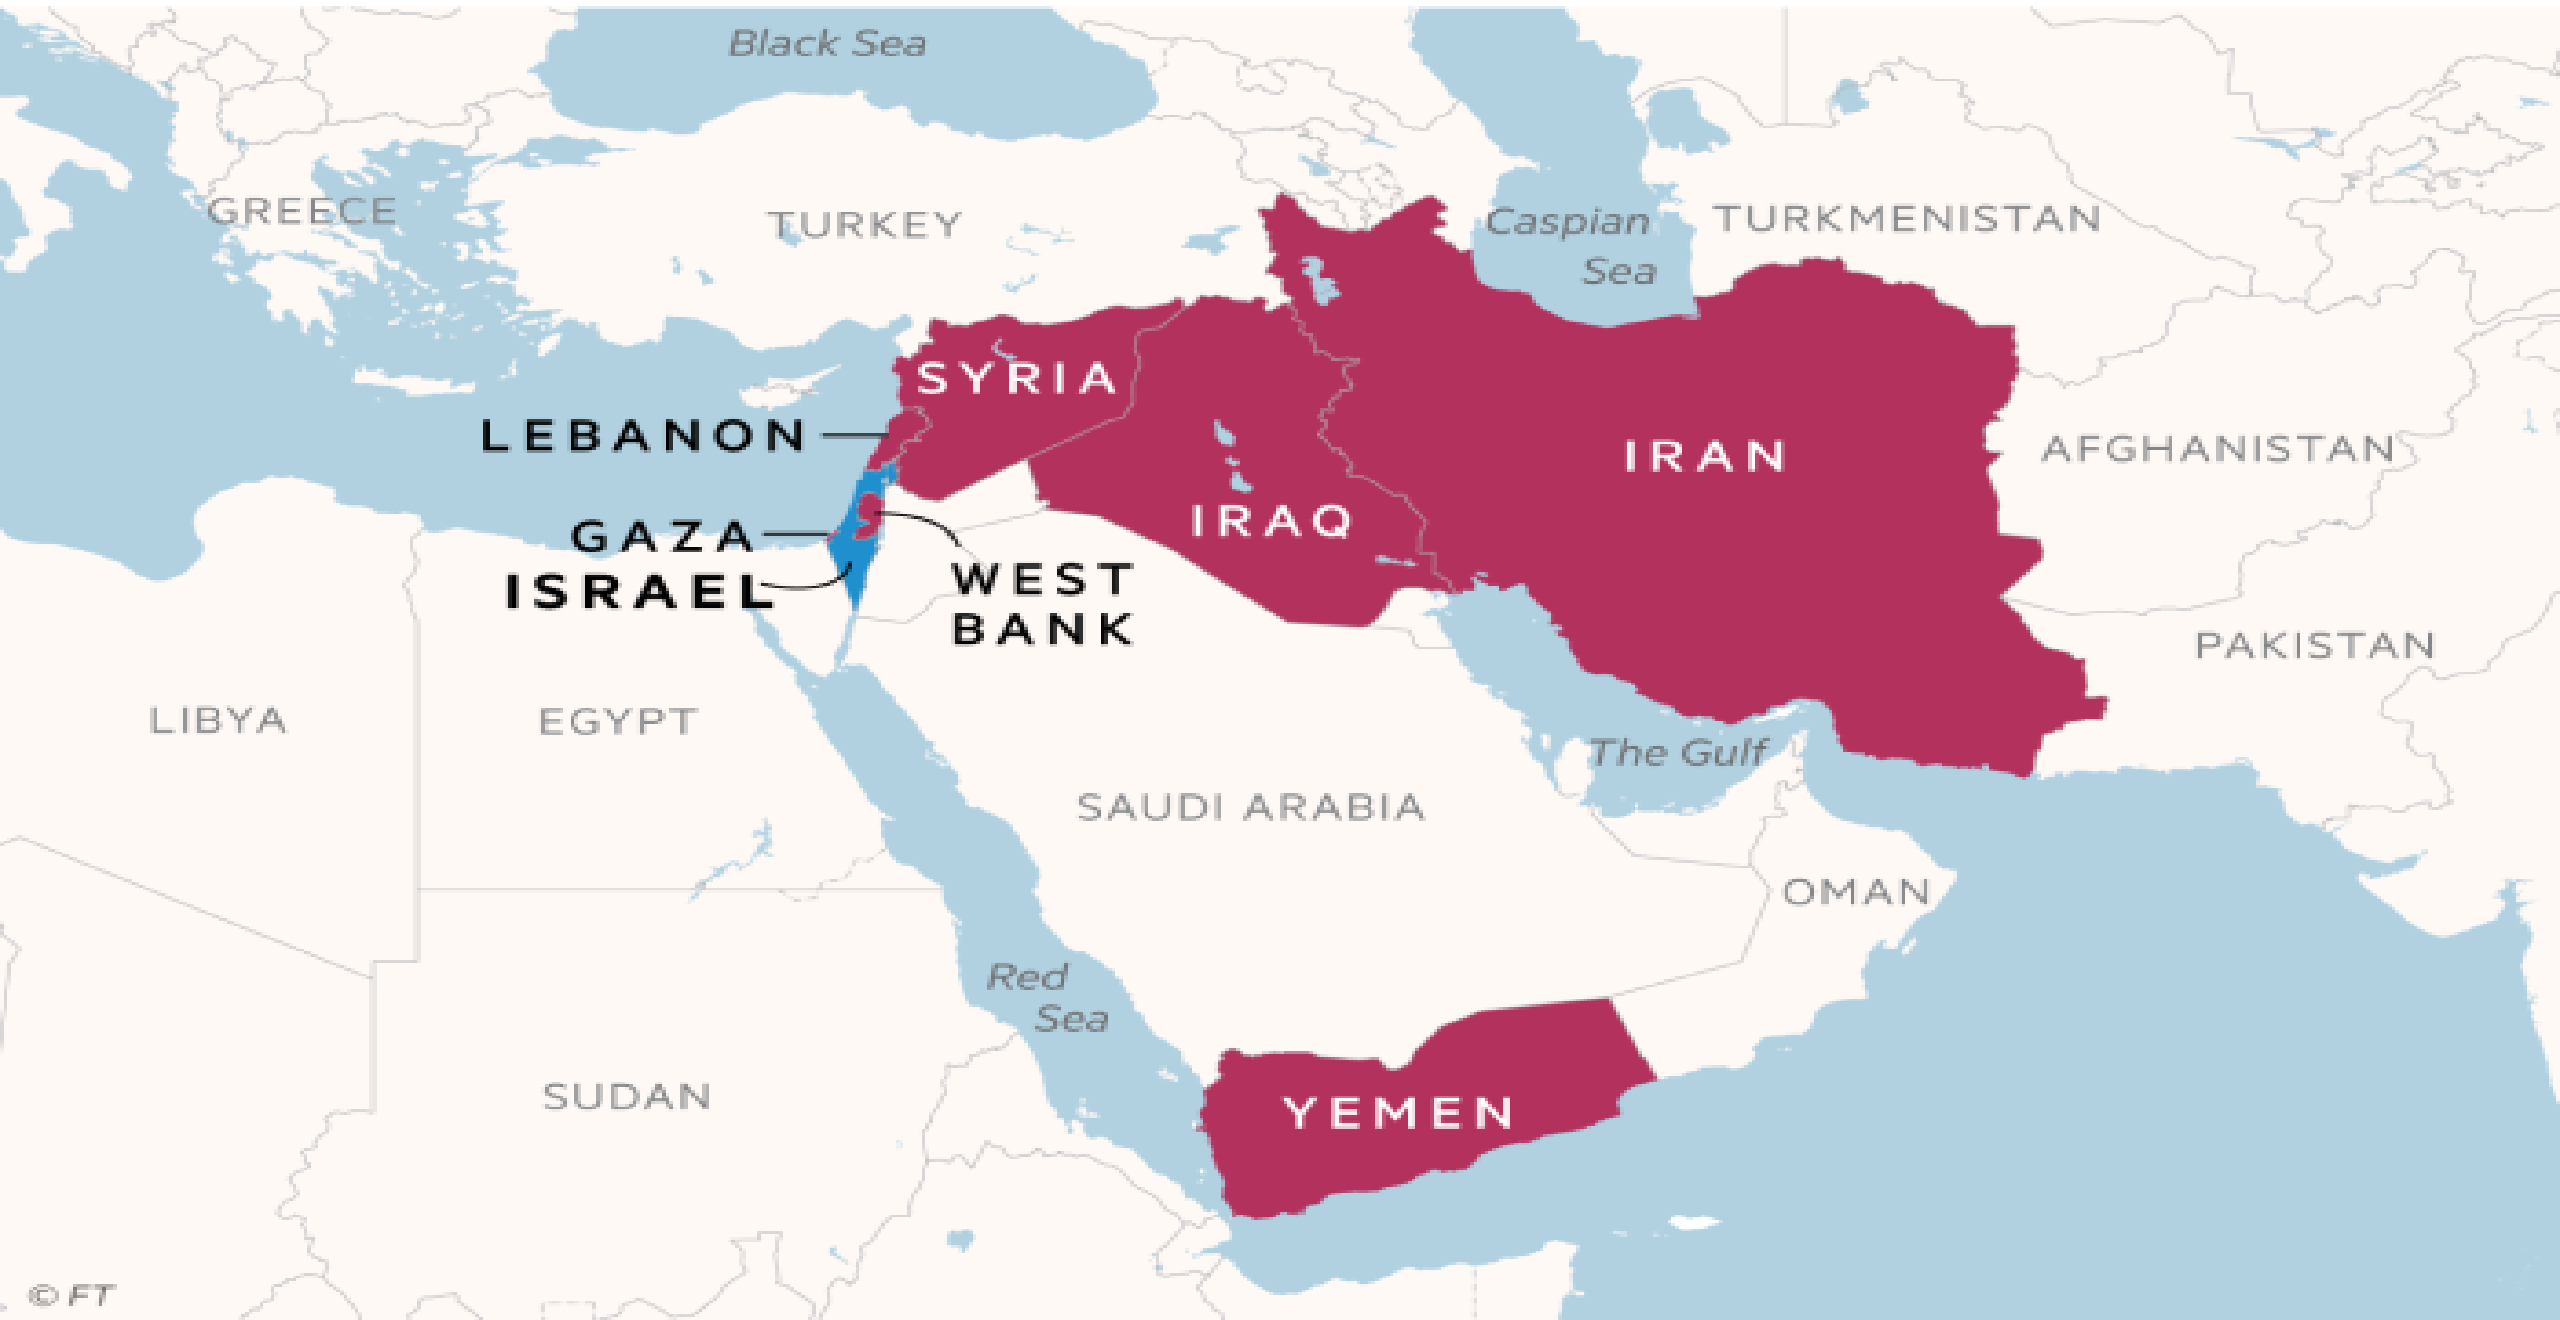 Black Sea
GREECE
TURKEY
Caspian
Sea
TURKMENISTAN
SYRIA
LEBANON
IRAN
AFGHANISTAN
GAZA
IRAQ
ISRAEL
WEST
BANK
PAKISTAN
LIBYA
EGYPT
The Gulf
SAUDI ARABIA
OMAN
Red
Sea
SUDAN
YEMEN
© FT